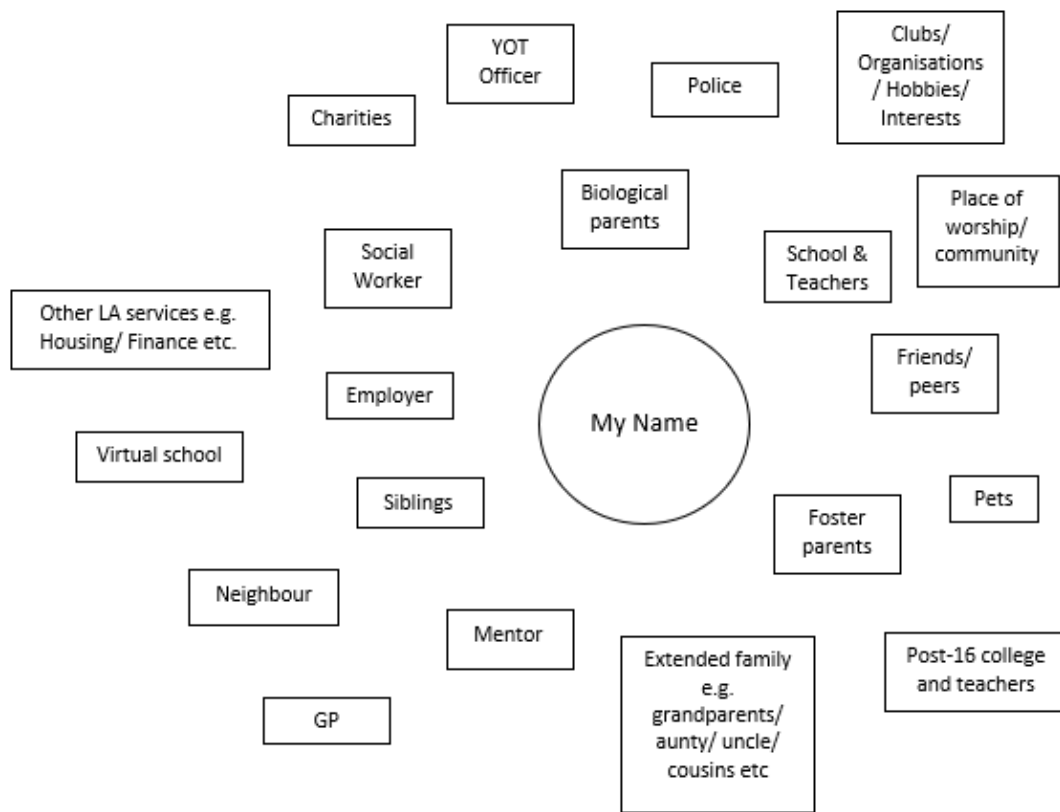 YOT
Officer
Clubs/
Organisations
/ Hobbies/
Interests
Police
Charities
Biological
parents
Place of
worship/
community
Social
Worker
School &
Teachers
Other LA services e.g.
Housing/ Finance etc.
Friends/
peers
Employer
My Name
Virtual school
Siblings
Pets
Foster
parents
Neighbour
Mentor
Extended family
e.g.
grandparents/
aunty/ uncle/
cousins etc
Post-16 college
and teachers
GP